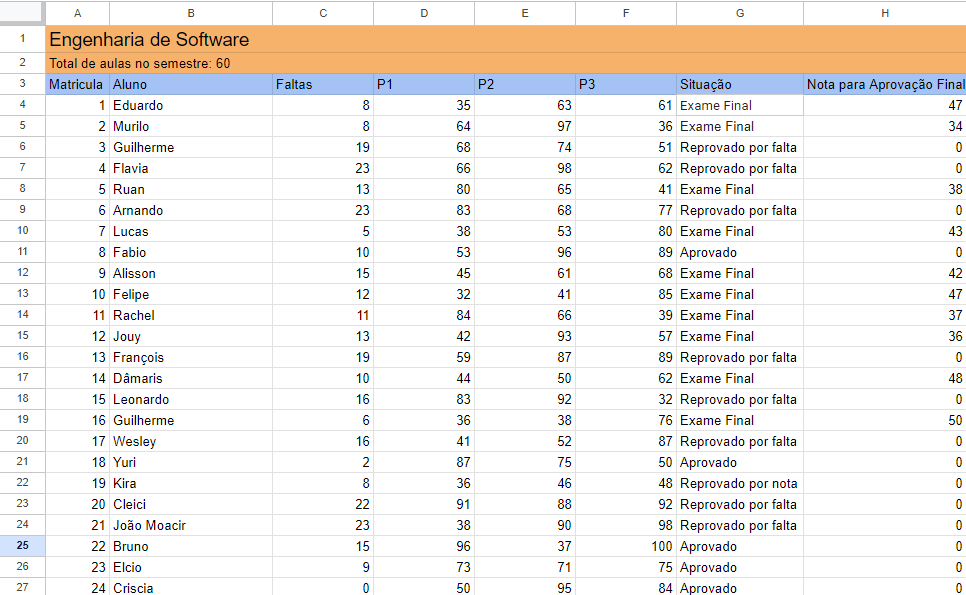 A B C D E F G H
1 Engenharia de Software
2 Total de aulas no semestre: 60
3 Matricula Aluno Faltas P1 P2 P3 Situação Nota para Aprovação Final
4 1 Eduardo 8 35 63 61 Exame Final 47
5 2 Murilo 8 64 97 36 Exame Final 34
6 3 Guilherme 19 68 74 51 Reprovado por falta 0
7 4 Flavia 23 66 98 62 Reprovado por falta 0
8 5 Ruan 13 80 65 41 Exame Final 38
9 6 Arnando 23 83 68 77 Reprovado por falta 0
10 7 Lucas 5 38 53 80 Exame Final 43
11 8 Fabio 10 53 96 89 Aprovado 0
12 9 Alisson 15 45 61 68 Exame Final 42
13 10 Felipe 12 32 41 85 Exame Final 47
14 11 Rachel 11 84 66 39 Exame Final 37
15 12 Jouy 13 42 93 57 Exame Final 36
16 13 François 19 59 87 89 Reprovado por falta 0
17 14 Dâmaris 10 44 50 62 Exame Final 48
18 15 Leonardo 16 83 92 32 Reprovado por falta 0
19 16 Guilherme 6 36 38 76 Exame Final 50
20 17 Wesley 16 41 52 87 Reprovado por falta 0
21 18 Yuri 2 87 75 50 Aprovado 0
22 19 Kira 8 36 46 48 Reprovado por nota 0
23 20 Cleici 22 91 88 92 Reprovado por falta 0
24 21 João Moacir 23 38 90 98 Reprovado por falta 0
25 22 Bruno 15 96 37 100 Aprovado 0
26 23 Elcio 9 73 71 75 Aprovado 0
27 24 Criscia 0 50 95 84 Aprovado 0